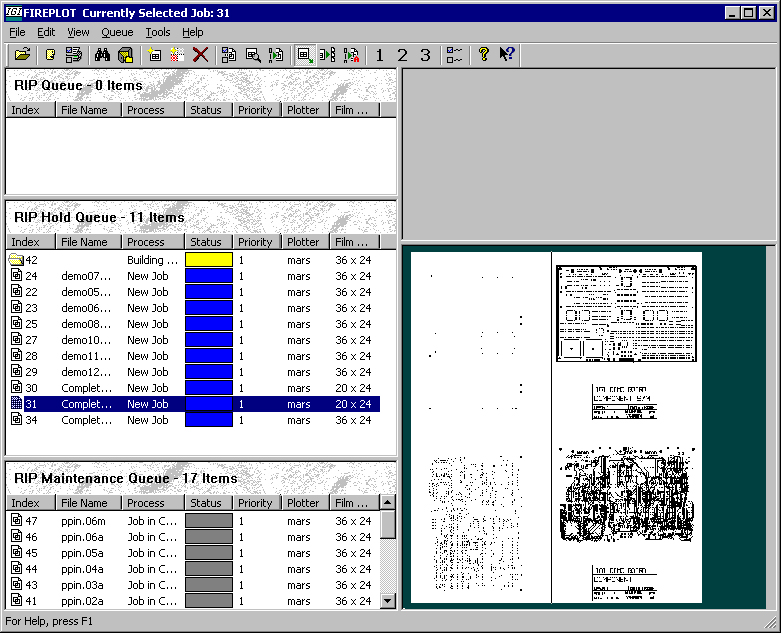 IGI FIREPLOT Currently Selected Job: 31
File Edit View Queue Tools Help
1 2 3 ? ?
RIP Queue - 0 Items
Index File Name Process Status Priority Plotter Film ...
RIP Hold Queue - 11 Items
Index File Name Process Status Priority Plotter Film ...
42 Building ... 1 mars 36 x 24
24 demo07... New Job 1 mars 36 x 24
22 demo05... New Job 1 mars 36 x 24
23 demo06... New Job 1 mars 36 x 24
25 demo08... New Job 1 mars 36 x 24
27 demo10... New Job 1 mars 36 x 24
28 demo11... New Job 1 mars 36 x 24
29 demo12... New Job 1 mars 36 x 24
30 Complet... New Job 1 mars 20 x 24
31 Complet... New Job 1 mars 20 x 24
34 Complet... New Job 1 mars 36 x 24
RIP Maintenance Queue - 17 Items
Index File Name Process Status Priority Plotter Film ...
47 ppin.06m Job in C... 1 mars 36 x 24
46 ppin.06a Job in C... 1 mars 36 x 24
45 ppin.05a Job in C... 1 mars 36 x 24
44 ppin.04a Job in C... 1 mars 36 x 24
43 ppin.03a Job in C... 1 mars 36 x 24
41 ppin.02a Job in C... 1 mars 36 x 24
COMPONENT
COMPONENT
For Help, press F1